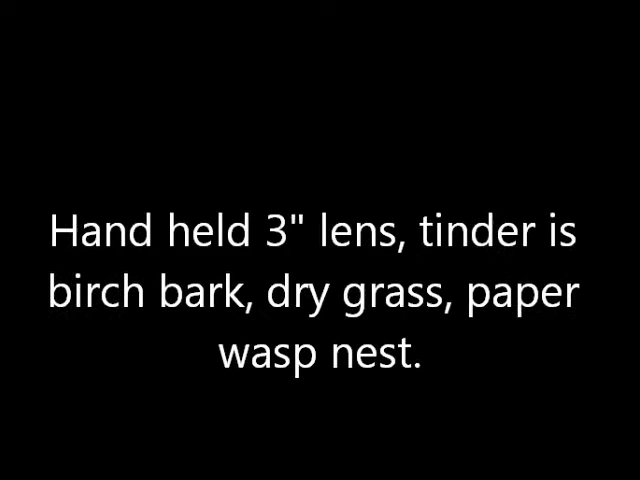 Hand held 3" lens, tinder is
birch bark, dry grass, paper
wasp nest.